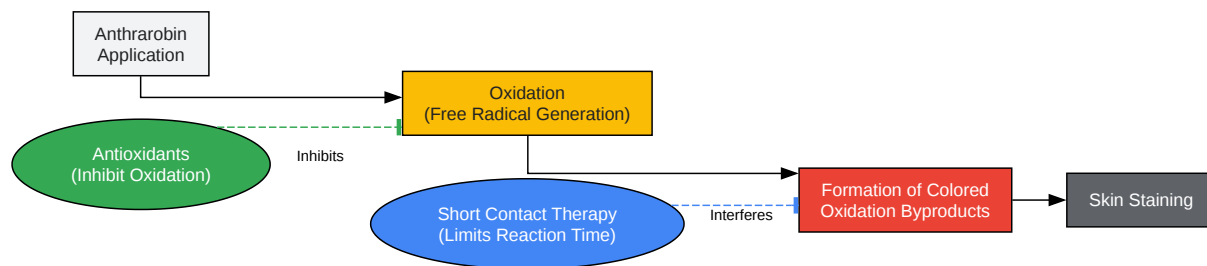 Anthrarobin
Application
Oxidation
(Free Radical Generation)
Antioxidants
(Inhibit Oxidation)
Inhibits
Short Contact Therapy
(Limits Reaction Time)
Interferes
Formation of Colored
Oxidation Byproducts
Skin Staining